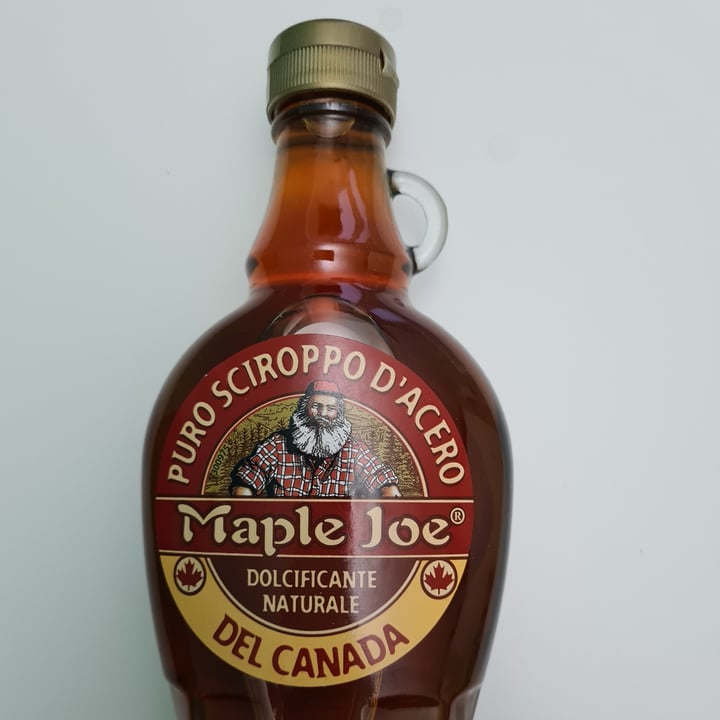 PURO SCIROPPO D'ACERO
Maple Joe®
DOLCIFICANTE
NATURALE
DEL CANADA